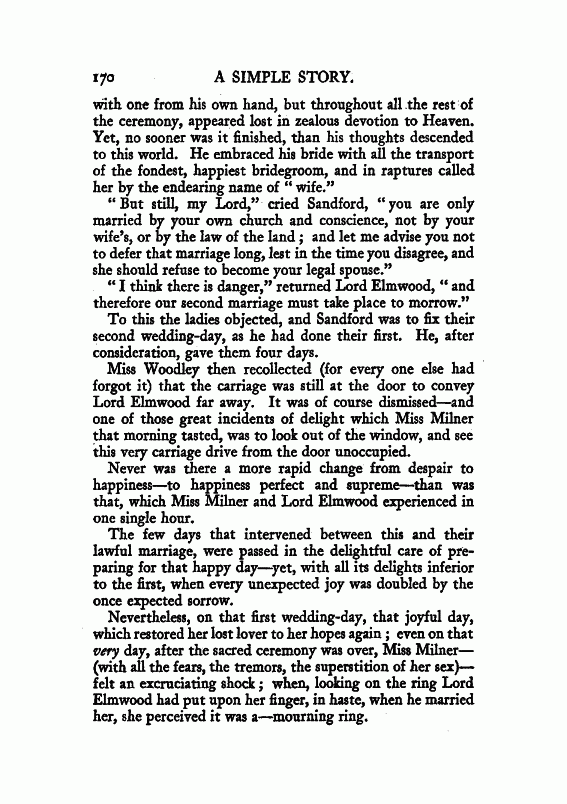 170 A SIMPLE STORY.
with one from his own hand, but throughout all the rest of
the ceremony, appeared lost in zealous devotion to Heaven.
Yet, no sooner was it finished, than his thoughts descended
to this world. He embraced his bride with all the transport
of the fondest, happiest bridegroom, and in raptures called
her by the endearing name of “ wife.”
“ But still, my Lord,” cried Sandford, “ you are only
married by your own church and conscience, not by your
wife's, or by the law of the land ; and let me advise you not
to defer that marriage long, lest in the time you disagree, and
she should refuse to become your legal spouse.”
“ I think there is danger,” returned Lord Elmwood, “ and
therefore our second marriage must take place to morrow.”
To this the ladies objected, and Sandford was to fix their
second wedding-day, as he had done their first. He, after
consideration, gave them four days.
Miss Woodley then recollected (for every one else had
forgot it) that the carriage was still at the door to convey
Lord Elmwood far away. It was of course dismissed—and
one of those great incidents of delight which Miss Milner
that morning tasted, was to look out of the window, and see
this very carriage drive from the door unoccupied.
Never was there a more rapid change from despair to
happiness—to happiness perfect and supreme—than was
that, which Miss Milner and Lord Elmwood experienced in
one single hour.
The few days that intervened between this and their
lawful marriage, were passed in the delightful care of pre-
paring for that happy day—yet, with all its delights inferior
to the first, when every unexpected joy was doubled by the
once expected sorrow.
Nevertheless, on that first wedding-day, that joyful day,
which restored her lost lover to her hopes again ; even on that
very day, after the sacred ceremony was over, Miss Milner—
(with all the fears, the tremors, the superstition of her sex)—
felt an excruciating shock ; when, looking on the ring Lord
Elmwood had put upon her finger, in haste, when he married
her, she perceived it was a—mourning ring.